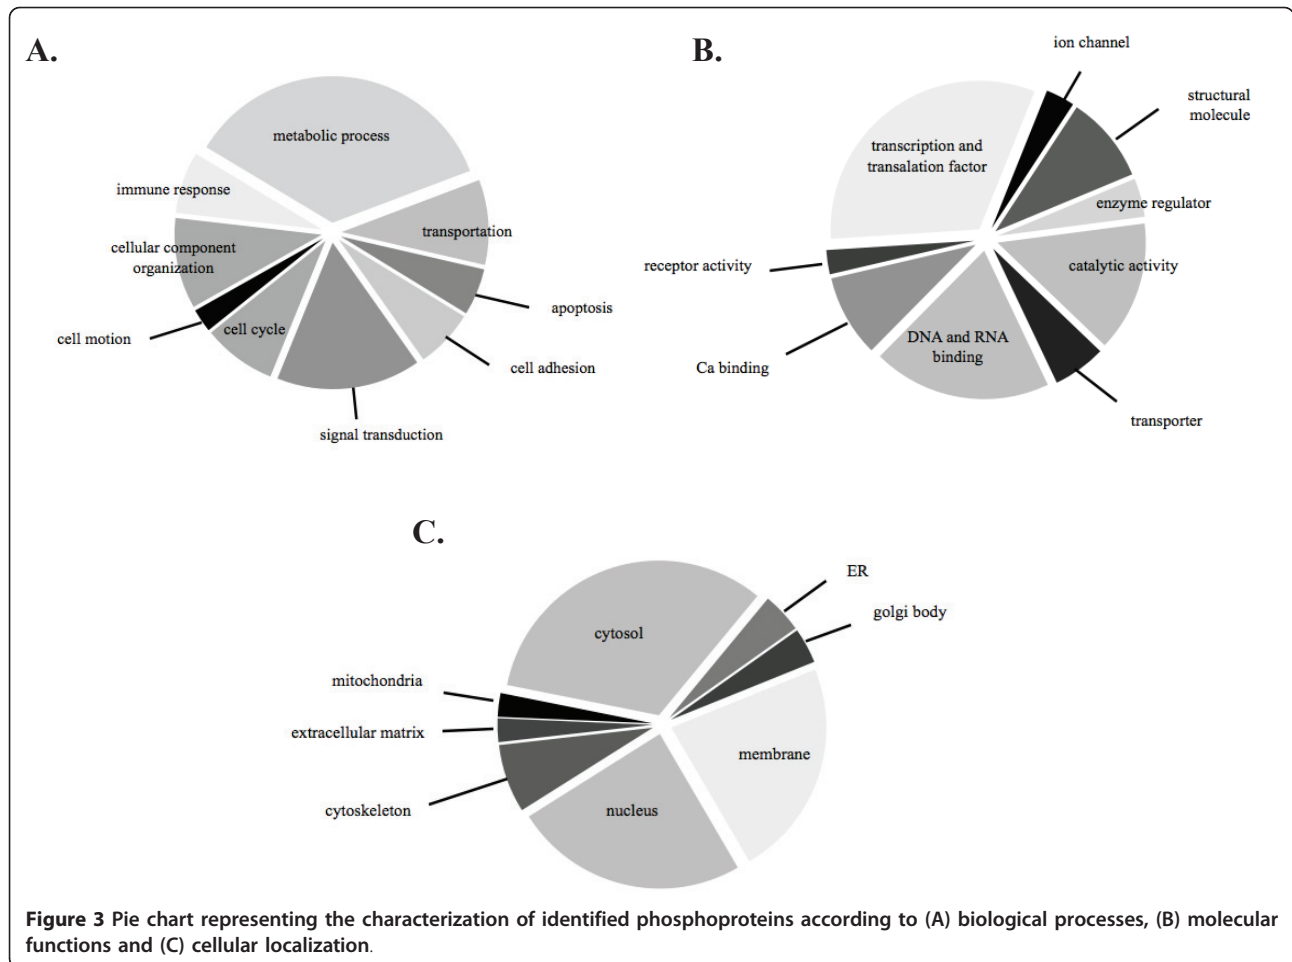 A.
metabolic process
immune response
transportation
cellular component
organization
apoptosis
cell motion
cell cycle
cell adhesion
signal transduction
B.
ion channel
structural
molecule
transcription and
transalation factor
enzyme regulator
receptor activity
catalytic activity
DNA and RNA
binding
Ca binding
transporter
C.
ER
golgi body
cytosol
mitochondria
extracellular matrix
membrane
cytoskeleton
nucleus
Figure 3 Pie chart representing the characterization of identified phosphoproteins according to (A) biological processes, (B) molecular
functions and (C) cellular localization.